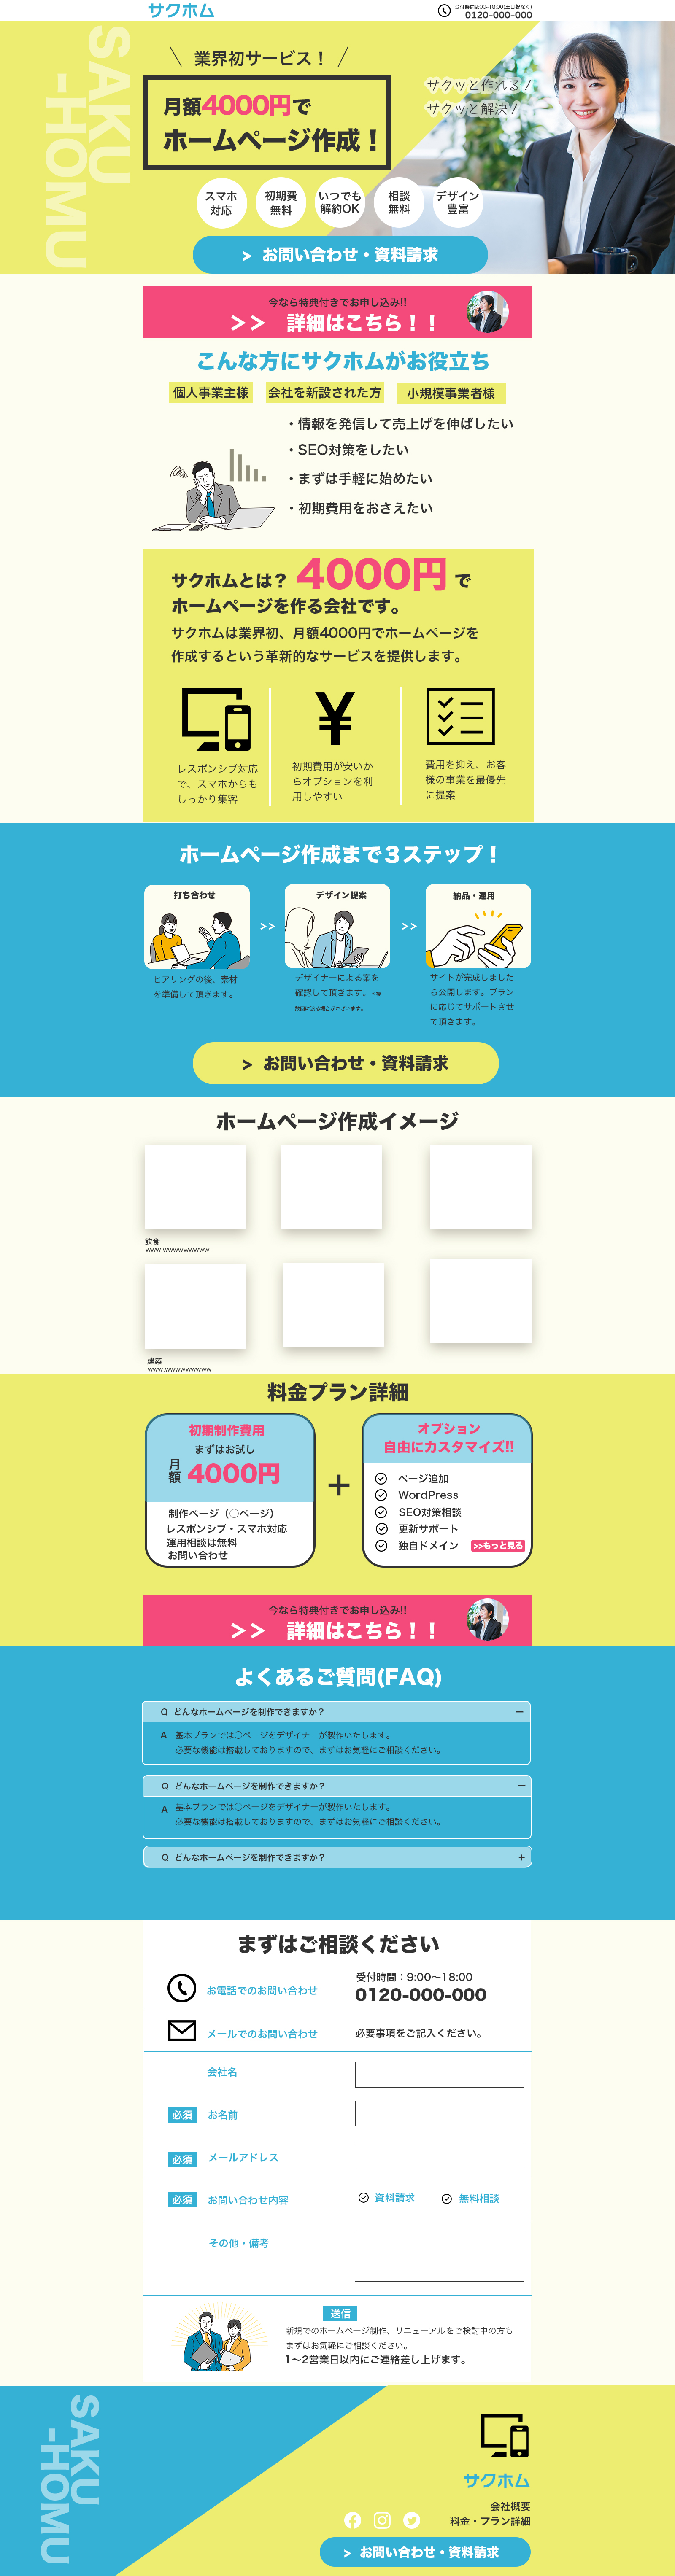 サクホム
受付時間9:00-18:00(土日祝除く)
0120-000-000
SAKU
-HOMU
業界初サービス！
月額4000円で
ホームページ作成！
サクッと作れる！
サクッと解決！
スマホ
対応
初期費
無料
いつでも
解約OK
相談
無料
デザイン
豊富
> お問い合わせ・資料請求
今なら特典付きでお申し込み!!
>> 詳細はこちら！！
こんな方にサクホムがお役立ち
個人事業主様
会社を新設された方
小規模事業者様
・情報を発信して売上げを伸ばしたい
・SEO対策をしたい
・まずは手軽に始めたい
・初期費用をおさえたい
サクホムとは？ 4000円 で
ホームページを作る会社です。
サクホムは業界初、月額4000円でホームページを
作成するという革新的なサービスを提供します。
¥
レスポンシブ対応
で、スマホからも
しっかり集客
初期費用が安いか
らオプションを利
用しやすい
費用を抑え、お客
様の事業を最優先
に提案
ホームページ作成まで３ステップ！
打ち合わせ
>>
デザイン提案
>>
納品・運用
ヒアリングの後、素材
を準備して頂きます。
デザイナーによる案を
確認して頂きます。＊複
数回に渡る場合がございます。
サイトが完成しました
ら公開します。プラン
に応じてサポートさせ
て頂きます。
> お問い合わせ・資料請求
ホームページ作成イメージ
飲食
www.wwwwwwwww
建築
www.wwwwwwwww
料金プラン詳細
初期制作費用
まずはお試し
月額 4000円
制作ページ（○ページ）
レスポンシブ・スマホ対応
運用相談は無料
お問い合わせ
+
オプション
自由にカスタマイズ!!
ページ追加
WordPress
SEO対策相談
更新サポート
独自ドメイン
>>もっと見る
今なら特典付きでお申し込み!!
>> 詳細はこちら！！
よくあるご質問(FAQ)
Q どんなホームページを制作できますか？ −
A 基本プランでは○ページをデザイナーが製作いたします。
必要な機能は搭載しておりますので、まずはお気軽にご相談ください。
Q どんなホームページを制作できますか？ −
A 基本プランでは○ページをデザイナーが製作いたします。
必要な機能は搭載しておりますので、まずはお気軽にご相談ください。
Q どんなホームページを制作できますか？ +
まずはご相談ください
お電話でのお問い合わせ
受付時間：9:00〜18:00
0120-000-000
メールでのお問い合わせ
必要事項をご記入ください。
会社名
必須 お名前
必須 メールアドレス
必須 お問い合わせ内容
資料請求
無料相談
その他・備考
送信
新規でのホームページ制作、リニューアルをご検討中の方も
まずはお気軽にご相談ください。
1〜2営業日以内にご連絡差し上げます。
SAKU
-HOMU
サクホム
会社概要
料金・プラン詳細
> お問い合わせ・資料請求